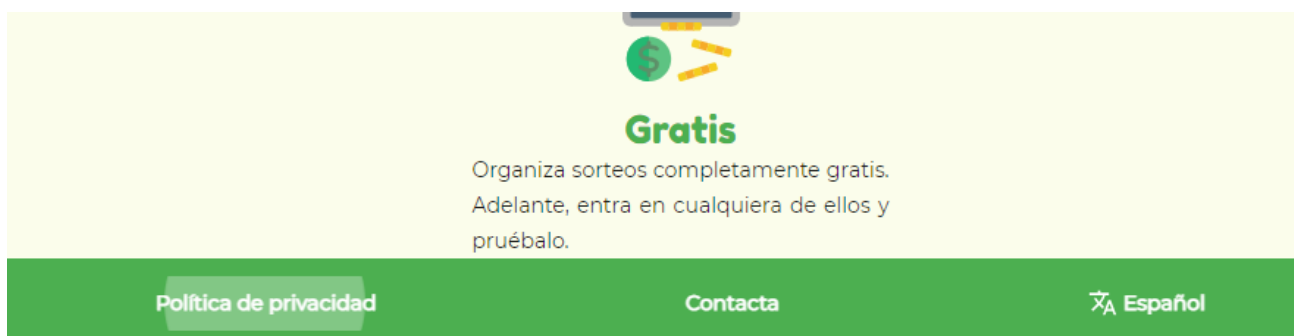 Gratis
Organiza sorteos completamente gratis.
Adelante, entra en cualquiera de ellos y
pruébalo.
Política de privacidad Contacta Español